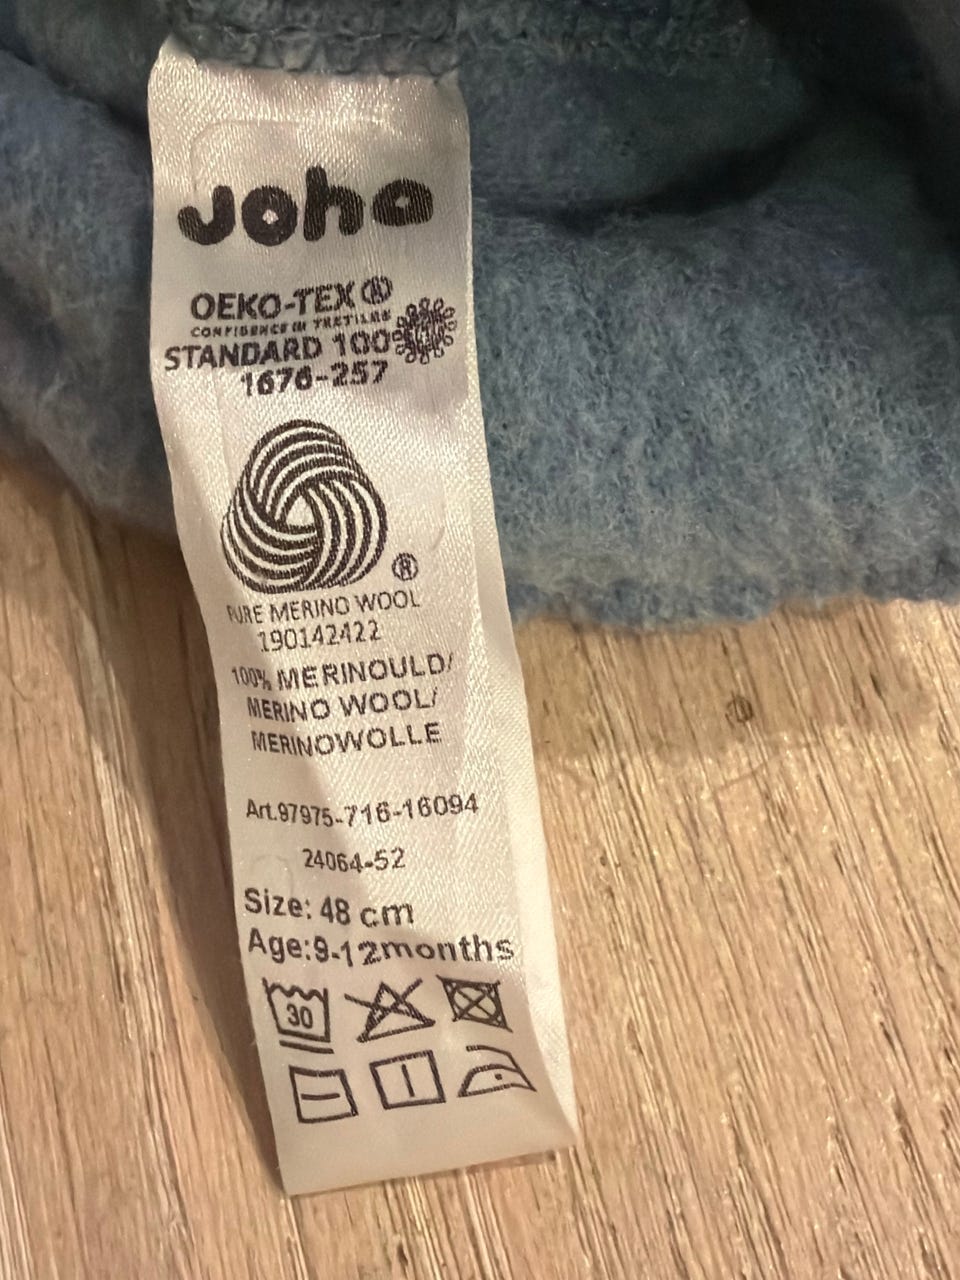 Joha
OEKO-TEX®
CONFIDENCE IN TEXTILES
STANDARD 100
1676-257
®
PURE MERINO WOOL
190142422
100% MERINOULD/
MERINO WOOL/
MERINOWOLLE
Art.97975-716-16094
24064-52
Size: 48 cm
Age:9-12months
30